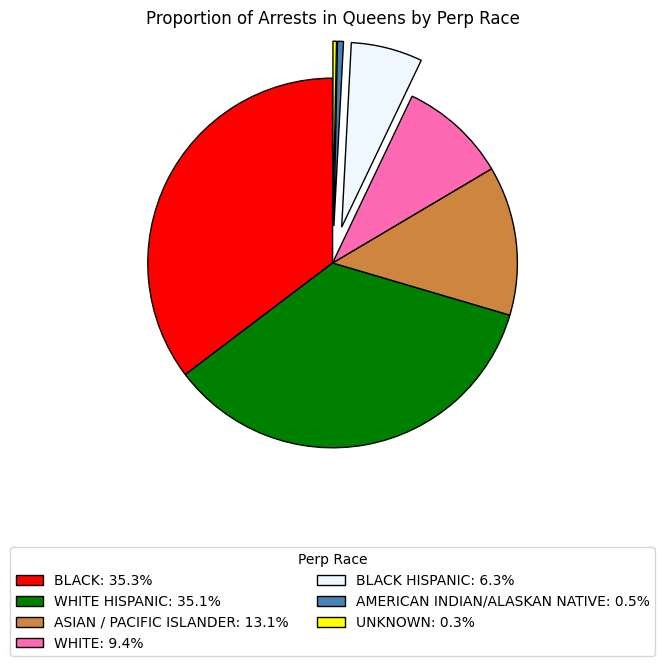 Proportion of Arrests in Queens by Perp Race
Perp Race
BLACK: 35.3%
WHITE HISPANIC: 35.1%
ASIAN / PACIFIC ISLANDER: 13.1%
WHITE: 9.4%
BLACK HISPANIC: 6.3%
AMERICAN INDIAN/ALASKAN NATIVE: 0.5%
UNKNOWN: 0.3%